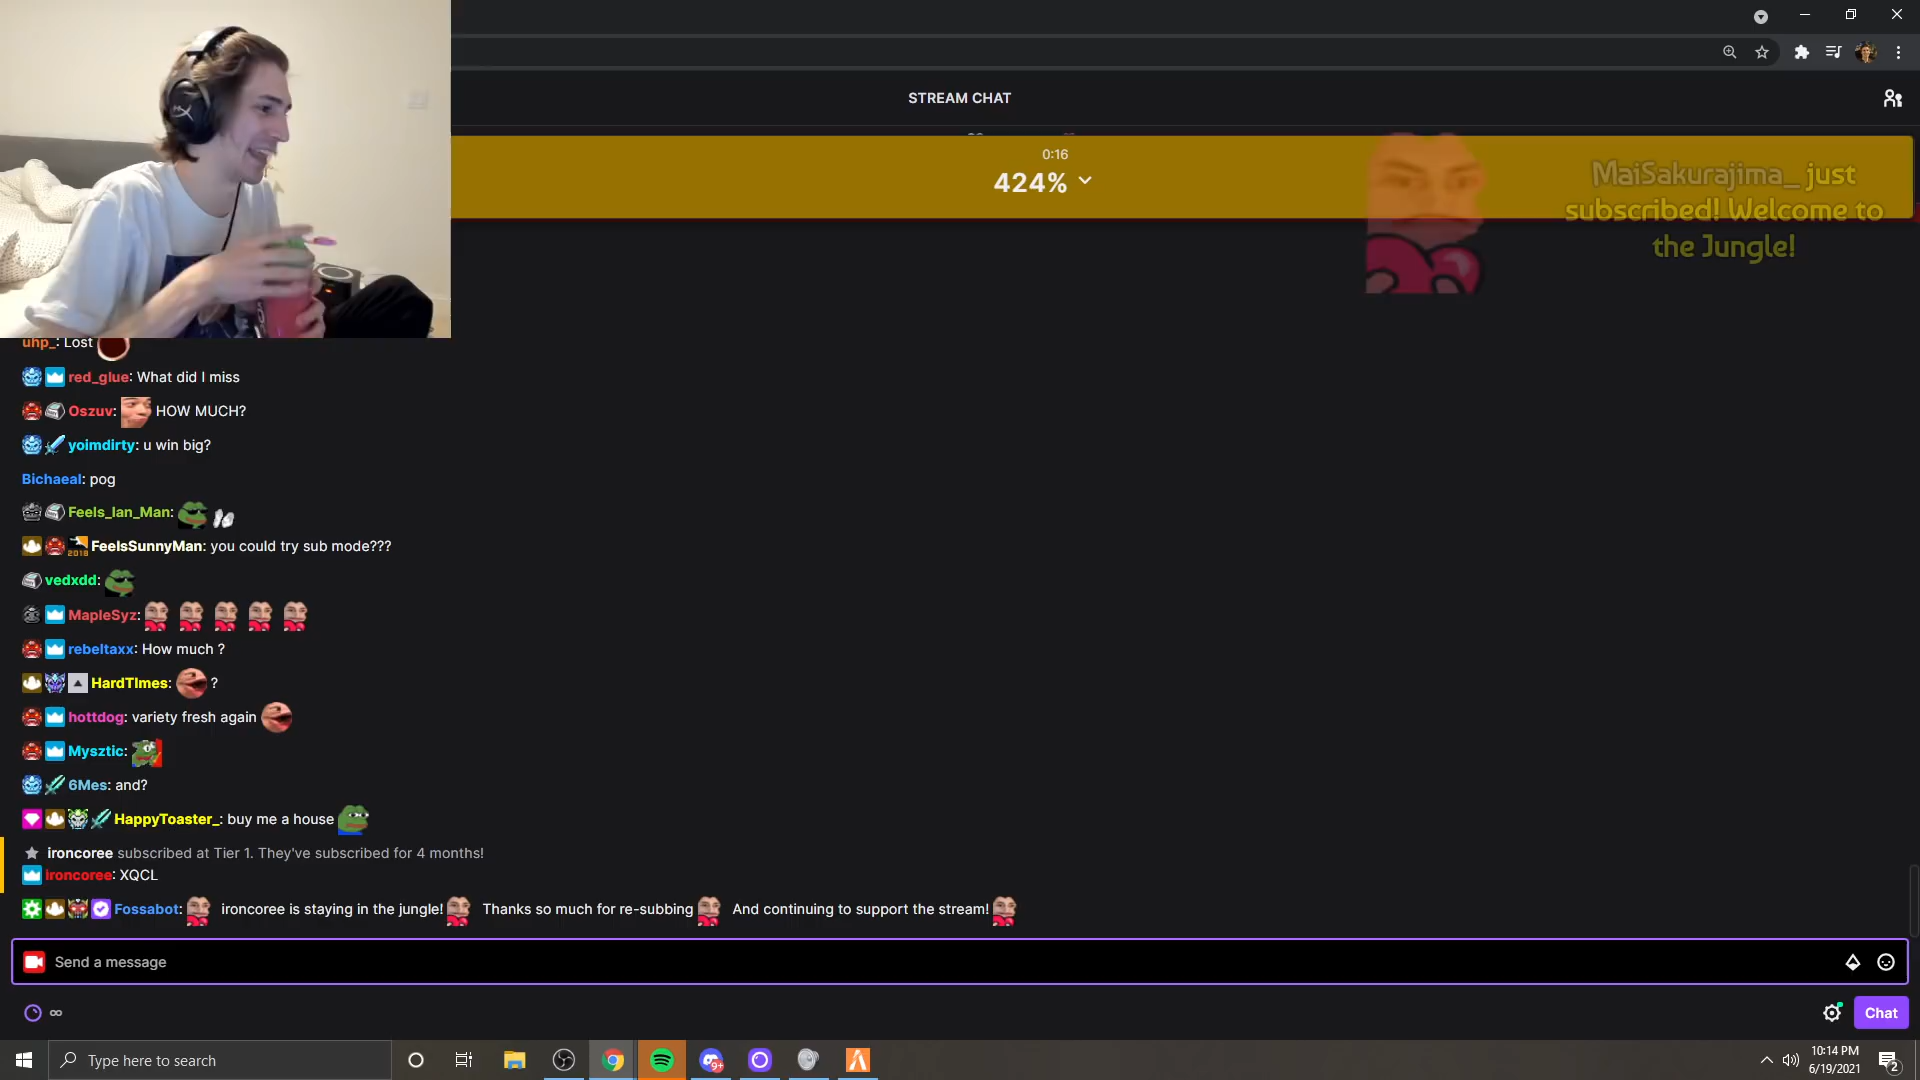 STREAM CHAT
0:16
424%
MaiSakurajima_ just
subscribed! Welcome to
the Jungle!
uhp_: Lost
red_glue: What did I miss
Oszuv: HOW MUCH?
yoimdirty: u win big?
Bichaeal: pog
Feels_Ian_Man:
2018 FeelsSunnyMan: you could try sub mode???
vedxdd:
MapleSyz:
rebeltaxx: How much ?
HardTImes: ?
hottdog: variety fresh again
Mysztic:
6Mes: and?
HappyToaster_: buy me a house
ironcoree subscribed at Tier 1. They've subscribed for 4 months!
ironcoree: XQCL
Fossabot: ironcoree is staying in the jungle! Thanks so much for re-subbing And continuing to support the stream!
Send a message
∞
Chat
Type here to search
9+
10:14 PM
6/19/2021
2